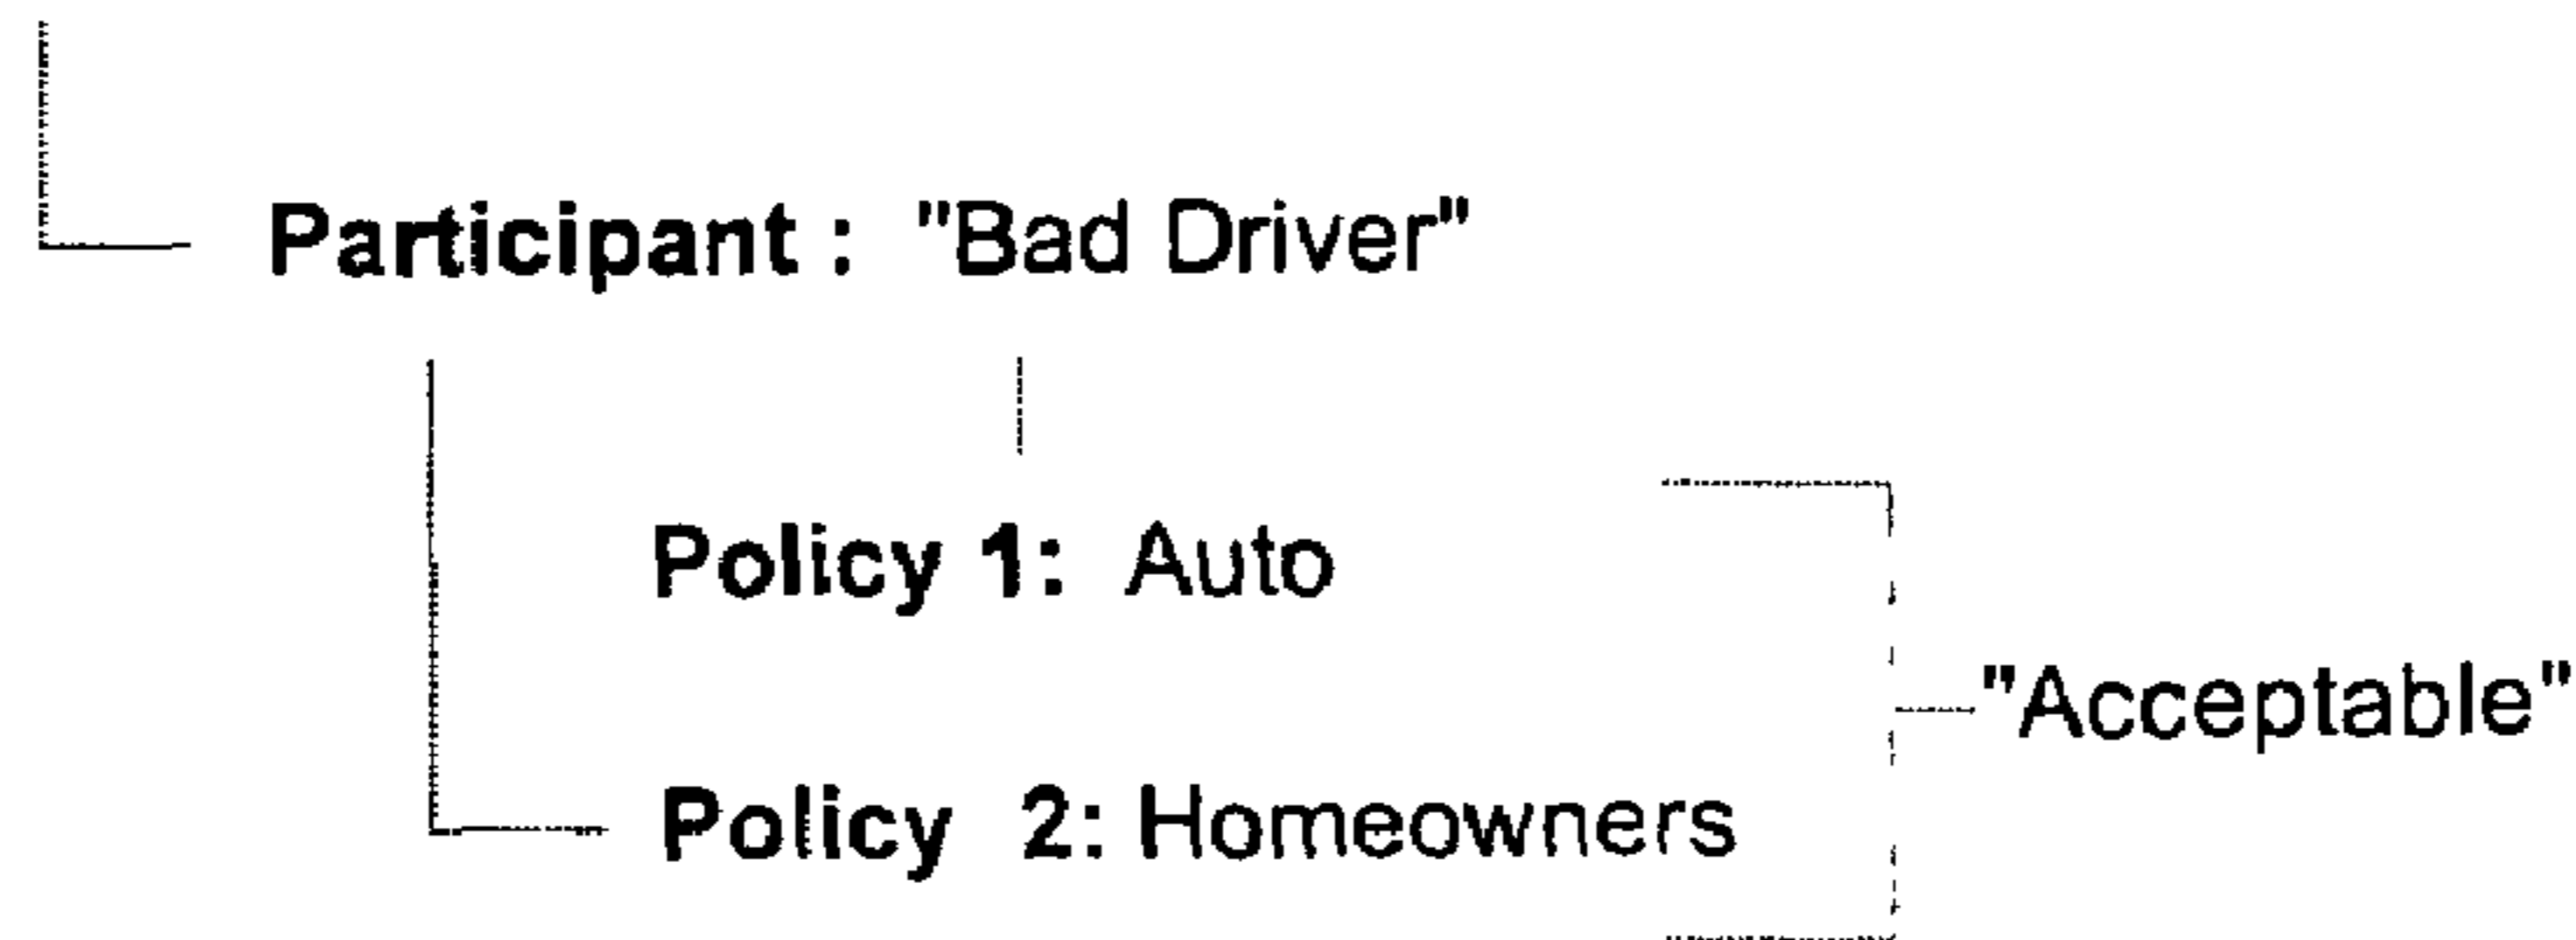 Participant : "Bad Driver"
Policy 1: Auto
"Acceptable"
Policy 2: Homeowners